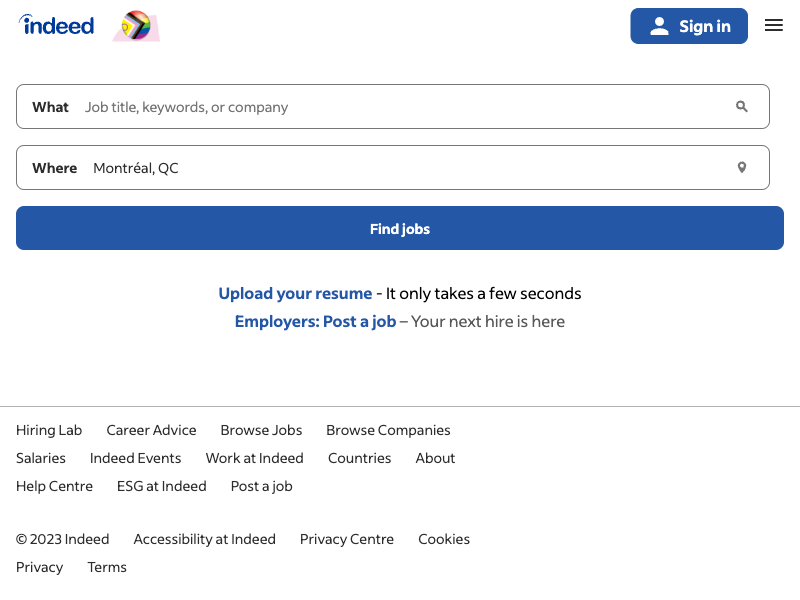 indeed
Sign in
What Job title, keywords, or company
Where Montréal, QC
Find jobs
Upload your resume - It only takes a few seconds
Employers: Post a job – Your next hire is here
Hiring Lab Career Advice Browse Jobs Browse Companies
Salaries Indeed Events Work at Indeed Countries About
Help Centre ESG at Indeed Post a job
© 2023 Indeed Accessibility at Indeed Privacy Centre Cookies
Privacy Terms